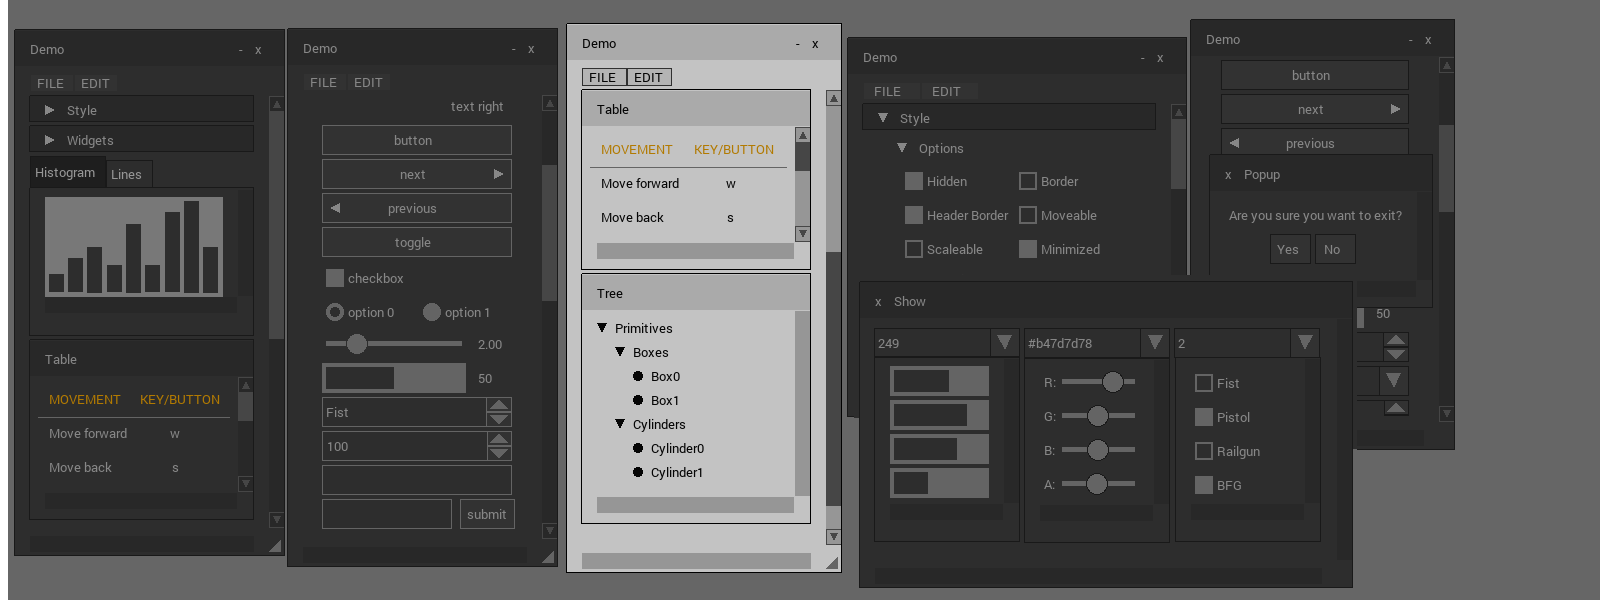 Demo - x
FILE EDIT
Style
Widgets
Histogram Lines
Table
MOVEMENT KEY/BUTTON
Move forward w
Move back s
Demo - x
FILE EDIT
text right
button
next
previous
toggle
checkbox
option 0 option 1
2.00
50
Fist
100
submit
Demo - x
FILE EDIT
Table
MOVEMENT KEY/BUTTON
Move forward w
Move back s
Tree
Primitives
Boxes
Box0
Box1
Cylinders
Cylinder0
Cylinder1
Demo - x
FILE EDIT
Style
Options
Hidden Border
Header Border Moveable
Scaleable Minimized
Demo - x
button
next
previous
x Popup
Are you sure you want to exit?
Yes No
50
x Show
249 #b47d7d78 2
R:
G:
B:
A:
Fist
Pistol
Railgun
BFG